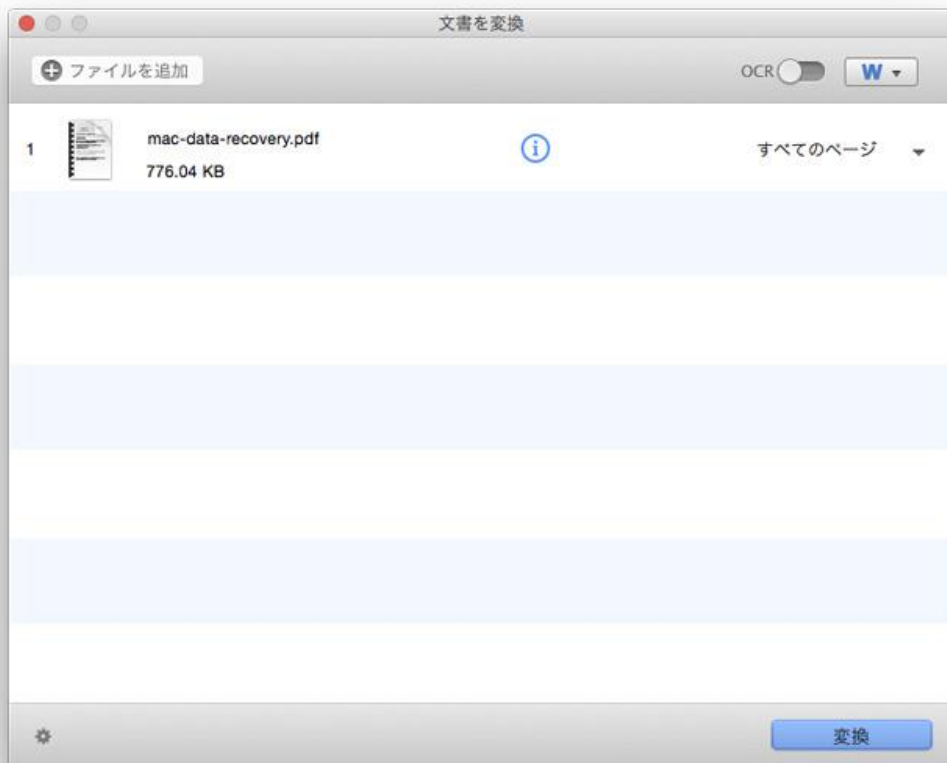 文書を変換
ファイルを追加
OCR W
1 mac-data-recovery.pdf すべてのページ
776.04 KB
変換